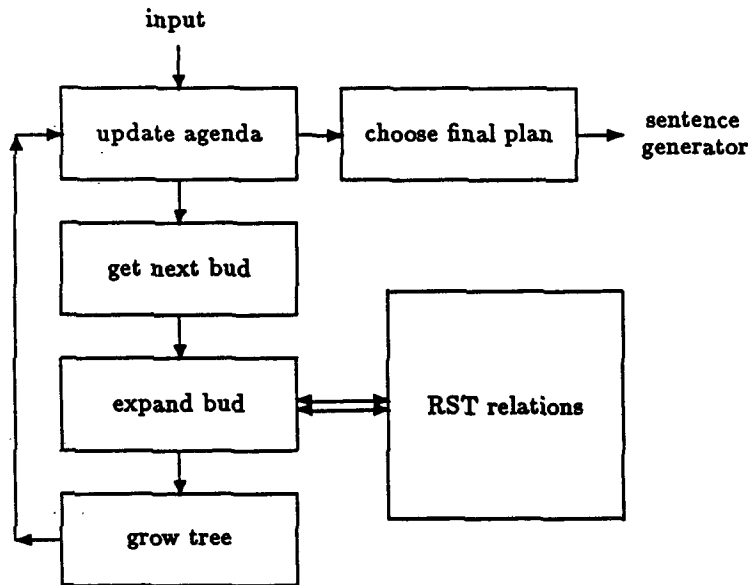 input
update agenda
choose final plan
sentence
generator
get next bud
expand bud
RST relations
grow tree